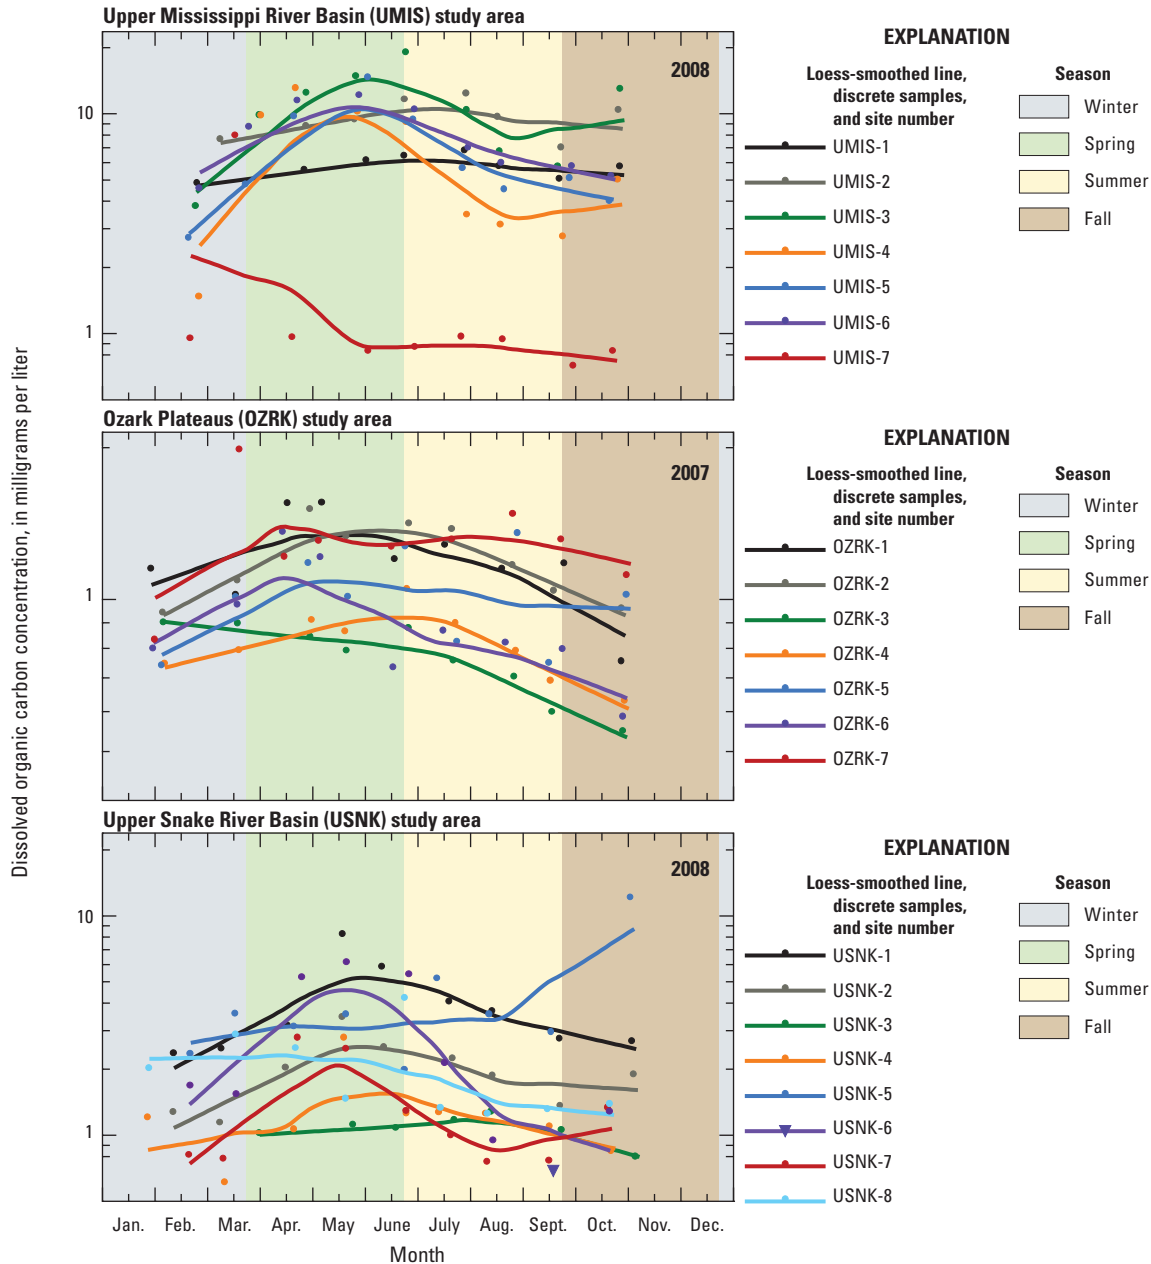 Upper Mississippi River Basin (UMIS) study area
2008
10
1
EXPLANATION
Loess-smoothed line,
discrete samples,
and site number
UMIS-1
UMIS-2
UMIS-3
UMIS-4
UMIS-5
UMIS-6
UMIS-7
Season
Winter
Spring
Summer
Fall
Dissolved organic carbon concentration, in milligrams per liter
Ozark Plateaus (OZRK) study area
2007
1
EXPLANATION
Loess-smoothed line,
discrete samples,
and site number
OZRK-1
OZRK-2
OZRK-3
OZRK-4
OZRK-5
OZRK-6
OZRK-7
Season
Winter
Spring
Summer
Fall
Upper Snake River Basin (USNK) study area
2008
10
1
EXPLANATION
Loess-smoothed line,
discrete samples,
and site number
USNK-1
USNK-2
USNK-3
USNK-4
USNK-5
USNK-6
USNK-7
USNK-8
Season
Winter
Spring
Summer
Fall
Jan. Feb. Mar. Apr. May June July Aug. Sept. Oct. Nov. Dec.
Month